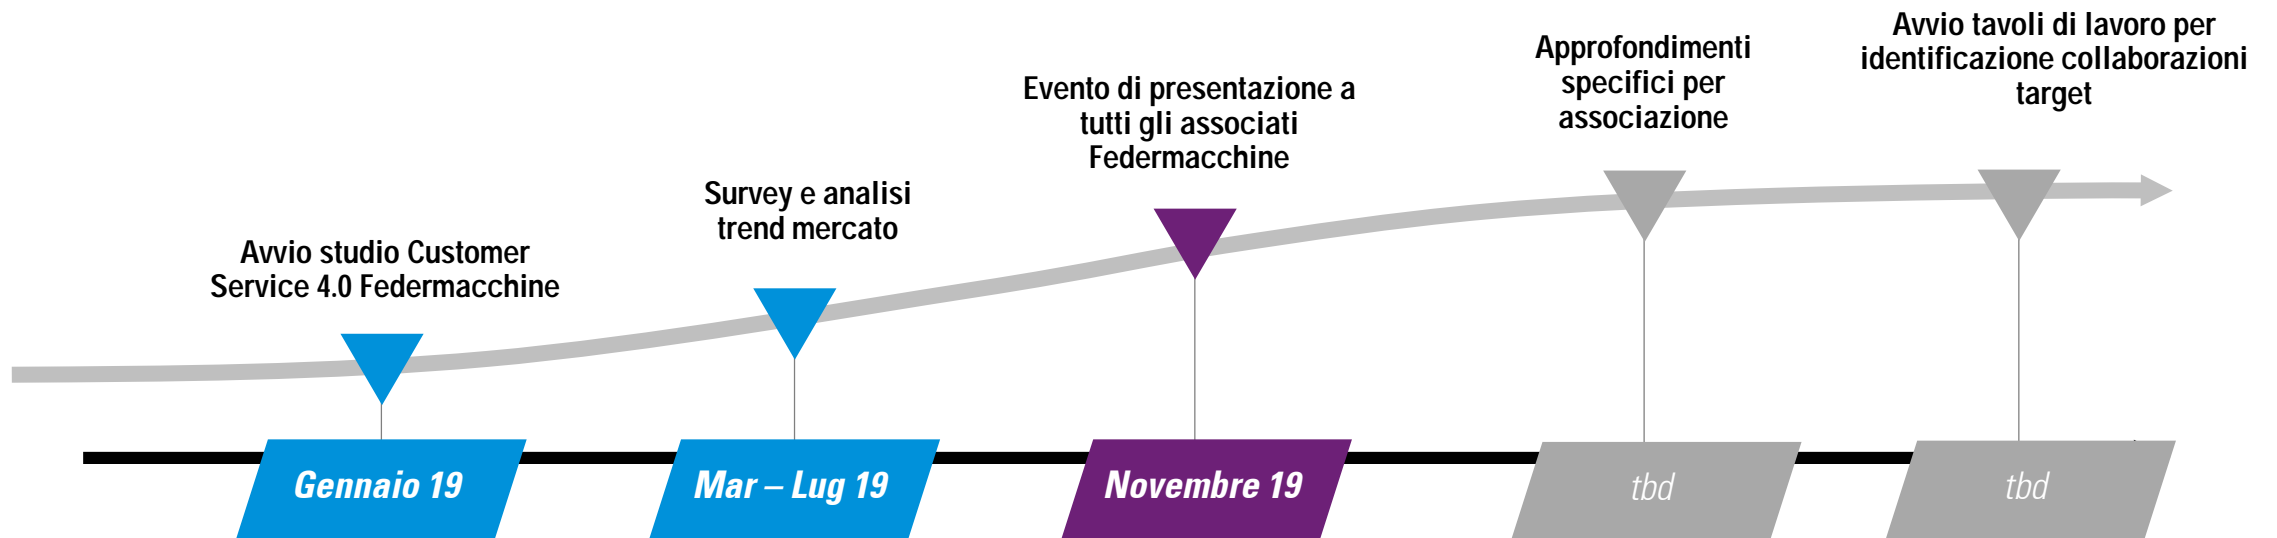 Avvio studio Customer
Service 4.0 Federmacchine
Survey e analisi
trend mercato
Evento di presentazione a
tutti gli associati
Federmacchine
Approfondimenti
specifici per
associazione
Avvio tavoli di lavoro per
identificazione collaborazioni
target
Gennaio 19
Mar – Lug 19
Novembre 19
tbd
tbd